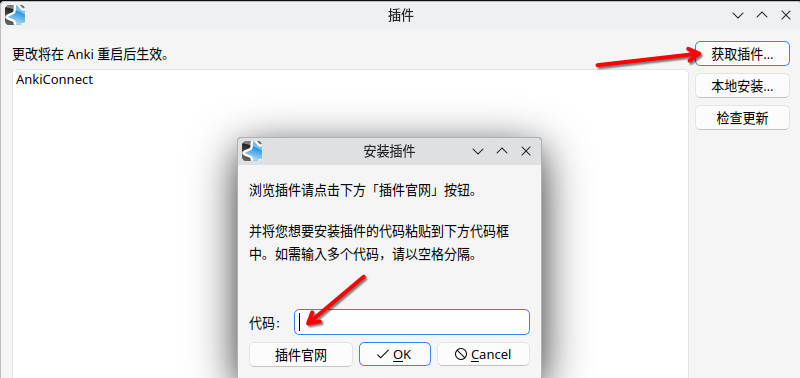 插件
更改将在 Anki 重启后生效。
获取插件...
AnkiConnect
本地安装...
检查更新
安装插件
浏览插件请点击下方「插件官网」按钮。
并将您想要安装插件的代码粘贴到下方代码框
中。如需输入多个代码，请以空格分隔。
代码：
插件官网
OK
Cancel